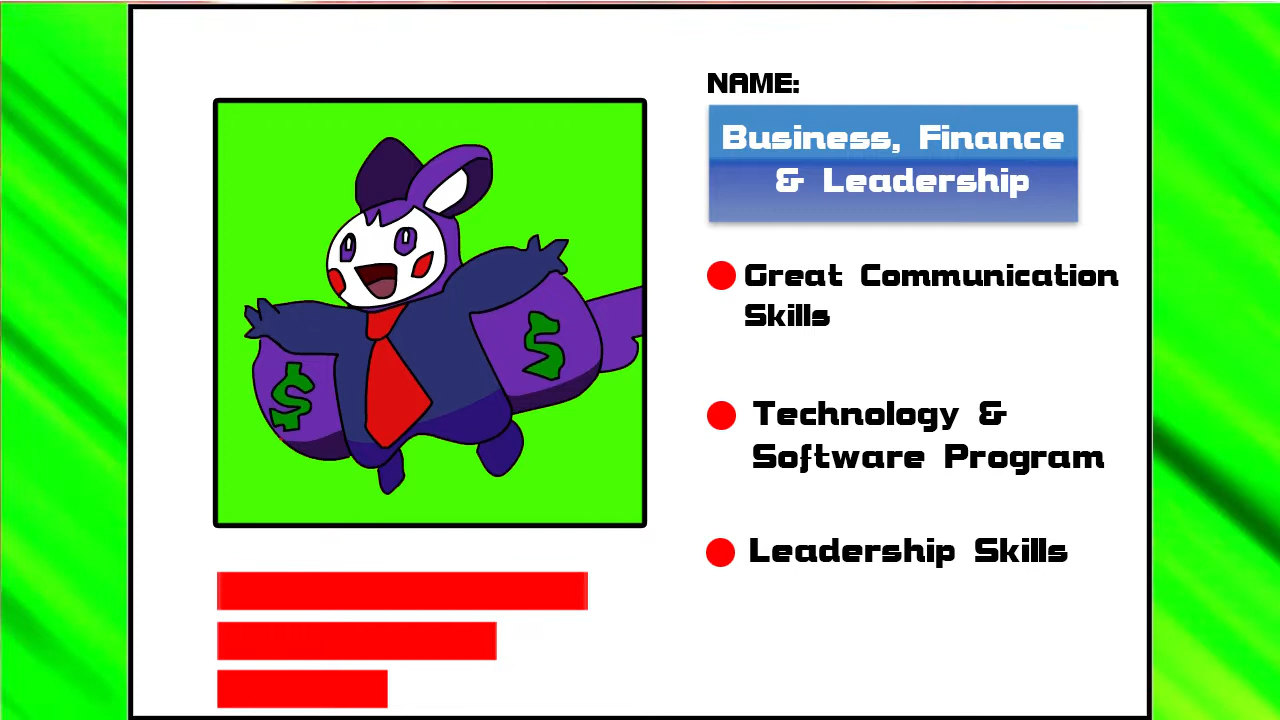 NAME:
Business, Finance
& Leadership
Great Communication
Skills
Technology &
Software Program
Leadership Skills
$
$